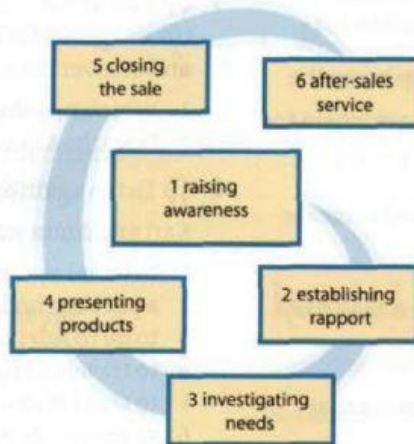 1 raising
awareness
2 establishing
rapport
3 investigating
needs
4 presenting
products
5 closing
the sale
6 after-sales
service